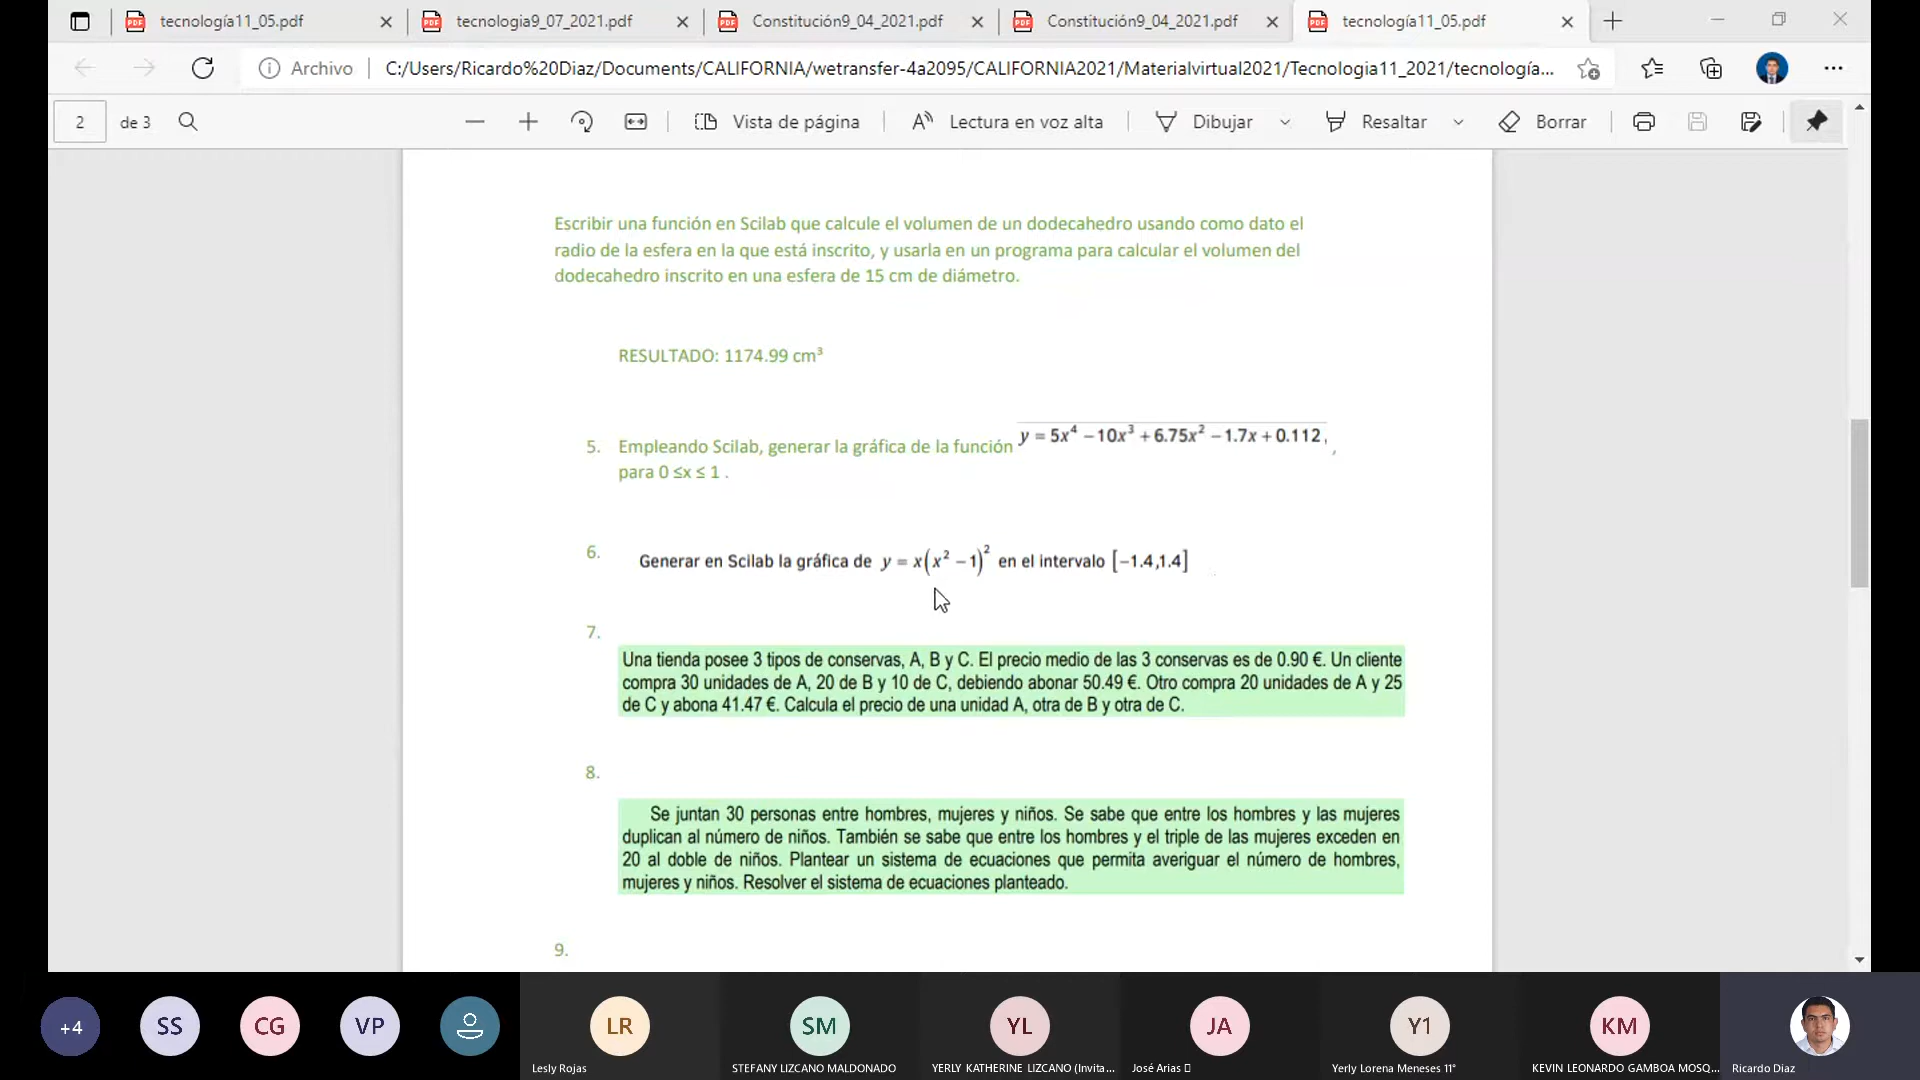 tecnología11_05.pdf
tecnologia9_07_2021.pdf
Constitución9_04_2021.pdf
Constitución9_04_2021.pdf
tecnología11_05.pdf
Archivo
C:/Users/Ricardo%20Diaz/Documents/CALIFORNIA/wetransfer-4a2095/CALIFORNIA2021/Materialvirtual2021/Tecnologia11_2021/tecnología...
2 de 3
Vista de página
Lectura en voz alta
Dibujar
Resaltar
Borrar
Escribir una función en Scilab que calcule el volumen de un dodecahedro usando como dato el
radio de la esfera en la que está inscrito, y usarla en un programa para calcular el volumen del
dodecahedro inscrito en una esfera de 15 cm de diámetro.
RESULTADO: 1174.99 cm³
5. Empleando Scilab, generar la gráfica de la función y = 5x⁴ − 10x³ + 6.75x² − 1.7x + 0.112, ,
para 0 ≤x ≤ 1 .
6. Generar en Scilab la gráfica de y = x(x² − 1)² en el intervalo [−1.4,1.4]
7.
Una tienda posee 3 tipos de conservas, A, B y C. El precio medio de las 3 conservas es de 0.90 €. Un cliente
compra 30 unidades de A, 20 de B y 10 de C, debiendo abonar 50.49 €. Otro compra 20 unidades de A y 25
de C y abona 41.47 €. Calcula el precio de una unidad A, otra de B y otra de C.
8.
Se juntan 30 personas entre hombres, mujeres y niños. Se sabe que entre los hombres y las mujeres
duplican al número de niños. También se sabe que entre los hombres y el triple de las mujeres exceden en
20 al doble de niños. Plantear un sistema de ecuaciones que permita averiguar el número de hombres,
mujeres y niños. Resolver el sistema de ecuaciones planteado.
9.
+4
SS
CG
VP
LR
SM
YL
JA
Y1
KM
Lesly Rojas
STEFANY LIZCANO MALDONADO
YERLY KATHERINE LIZCANO (Invita...
José Arias
Yerly Lorena Meneses 11°
KEVIN LEONARDO GAMBOA MOSQ...
Ricardo Diaz